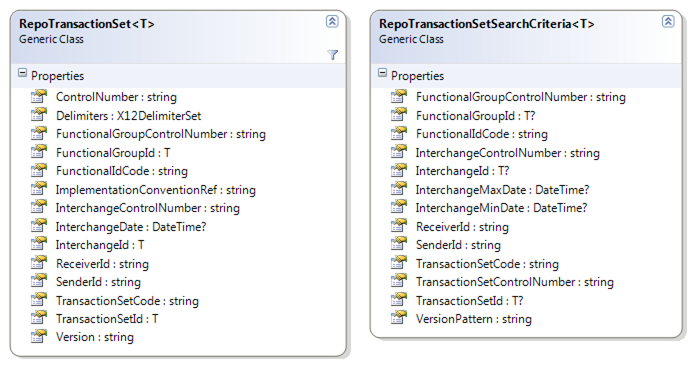 RepoTransactionSet<T>
Generic Class
Properties
ControlNumber : string
Delimiters : X12DelimiterSet
FunctionalGroupControlNumber : string
FunctionalGroupId : T
FunctionalIdCode : string
ImplementationConventionRef : string
InterchangeControlNumber : string
InterchangeDate : DateTime?
InterchangeId : T
ReceiverId : string
SenderId : string
TransactionSetCode : string
TransactionSetId : T
Version : string
RepoTransactionSetSearchCriteria<T>
Generic Class
Properties
FunctionalGroupControlNumber : string
FunctionalGroupId : T?
FunctionalIdCode : string
InterchangeControlNumber : string
InterchangeId : T?
InterchangeMaxDate : DateTime?
InterchangeMinDate : DateTime?
ReceiverId : string
SenderId : string
TransactionSetCode : string
TransactionSetControlNumber : string
TransactionSetId : T?
VersionPattern : string